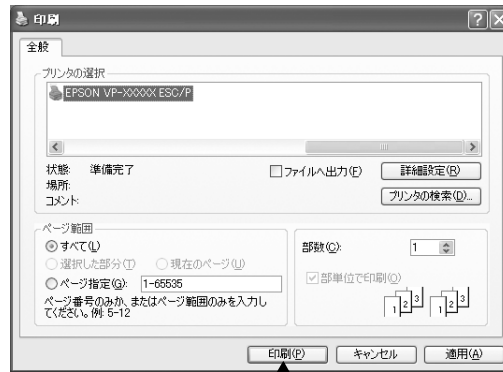 印刷
全般
プリンタの選択
EPSON VP-XXXXX ESC/P
状態: 準備完了
場所:
コメント:
ファイルへ出力(F)
詳細設定(R)
プリンタの検索(D)...
ページ範囲
すべて(L)
選択した部分(T) 現在のページ(U)
ページ指定(G): 1-65535
ページ番号のみか、またはページ範囲のみを入力し
てください。例: 5-12
部数(C): 1
部単位で印刷(O)
1 2 3 1 2 3
印刷(P) キャンセル 適用(A)